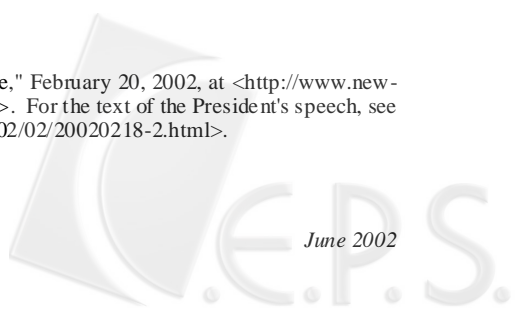 e," February 20, 2002, at <http://www.new-
>. For the text of the President's speech, see
02/02/20020218-2.html>.
June 2002
C.E.P.S.